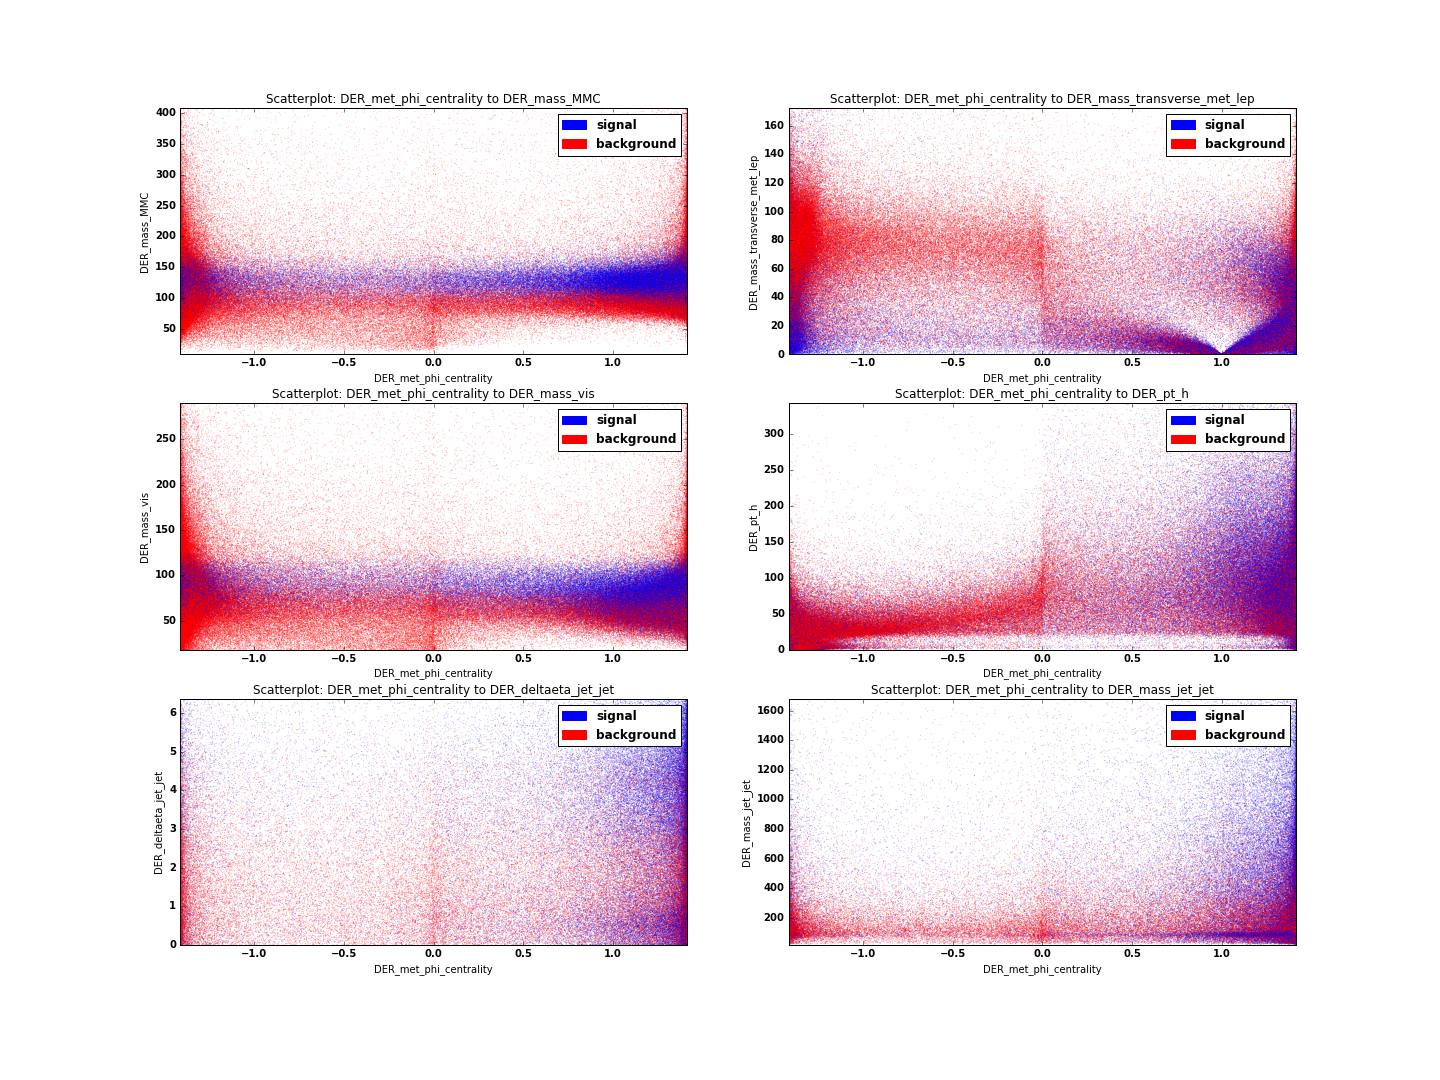 Scatterplot: DER_met_phi_centrality to DER_mass_MMC
400
350
300
250
200
150
100
50
DER_mass_MMC
signal
background
−1.0 −0.5 0.0 0.5 1.0
DER_met_phi_centrality
Scatterplot: DER_met_phi_centrality to DER_mass_transverse_met_lep
160
140
120
100
80
60
40
20
0
DER_mass_transverse_met_lep
signal
background
−1.0 −0.5 0.0 0.5 1.0
DER_met_phi_centrality
Scatterplot: DER_met_phi_centrality to DER_mass_vis
250
200
150
100
50
DER_mass_vis
signal
background
−1.0 −0.5 0.0 0.5 1.0
DER_met_phi_centrality
Scatterplot: DER_met_phi_centrality to DER_pt_h
300
250
200
150
100
50
0
DER_pt_h
signal
background
−1.0 −0.5 0.0 0.5 1.0
DER_met_phi_centrality
Scatterplot: DER_met_phi_centrality to DER_deltaeta_jet_jet
6
5
4
3
2
1
0
DER_deltaeta_jet_jet
signal
background
−1.0 −0.5 0.0 0.5 1.0
DER_met_phi_centrality
Scatterplot: DER_met_phi_centrality to DER_mass_jet_jet
1600
1400
1200
1000
800
600
400
200
DER_mass_jet_jet
signal
background
−1.0 −0.5 0.0 0.5 1.0
DER_met_phi_centrality